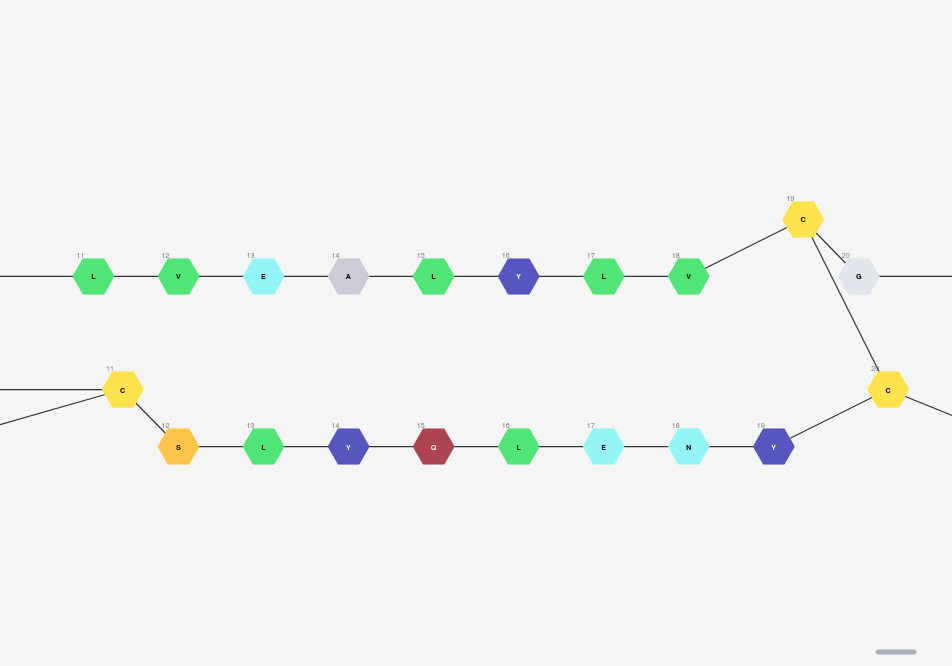 19
C
11 12 13 14 15 16 17 18 20
L V E A L Y L V G
11 20
C C
12 13 14 15 16 17 18 19
S L Y Q L E N Y